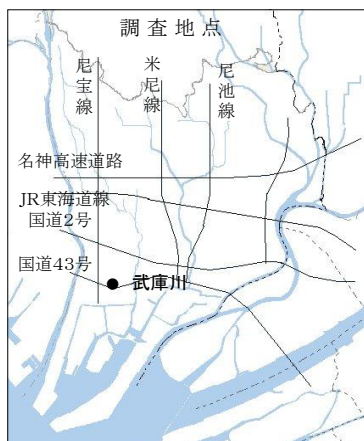 調査地点
尼宝線
米尼線
尼池線
名神高速道路
JR東海道線
国道2号
国道43号
武庫川